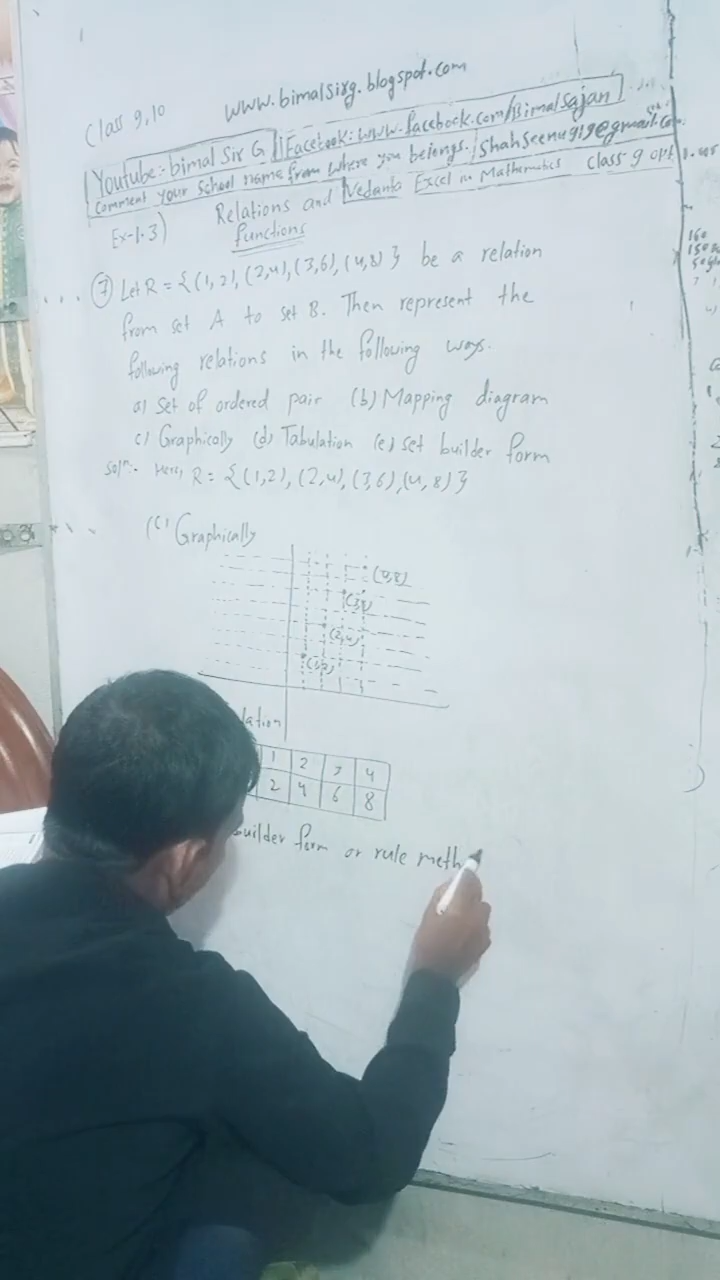 Class 9,10
www.bimalsirg.blogspot.com
Youtube:- bimal Sir G || Facebook: www.facebook.com/Bimalsajan
Comment your School name from where you belongs. | Shahseenu919@gmail.com
Ex-1.3) Relations and functions | Vedanta Excel in Mathematics Class 9 opt
7) Let R = {(1,2), (2,4), (3,6), (4,8)} be a relation
from set A to set B. Then represent the
following relations in the following ways.
a) Set of ordered pair (b) Mapping diagram
c) Graphically (d) Tabulation (e) set builder form
Solⁿ:- Here, R = {(1,2), (2,4), (3,6), (4,8)}
(c) Graphically
(4,8)
(3,6)
(2,4)
(1,2)
lation
1 2 3 4
2 4 6 8
builder form or rule meth